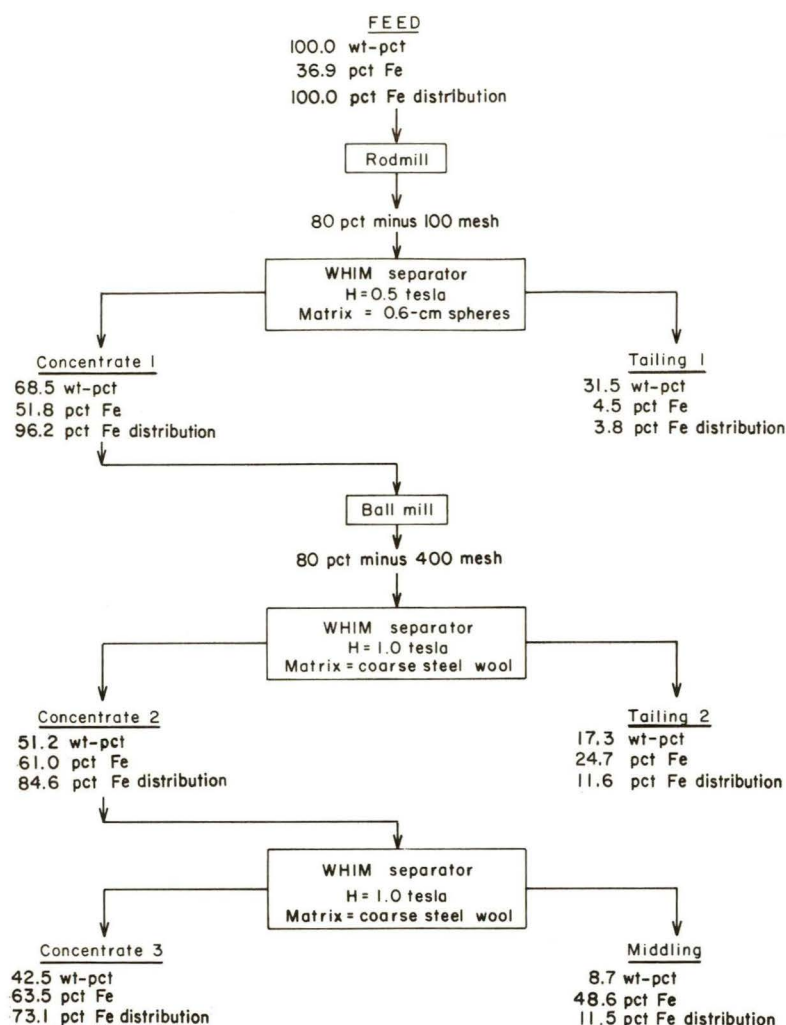 FEED
100.0 wt-pct
36.9 pct Fe
100.0 pct Fe distribution
Rodmill
80 pct minus 100 mesh
WHIM separator
H=0.5 tesla
Matrix = 0.6-cm spheres
Concentrate 1
68.5 wt-pct
51.8 pct Fe
96.2 pct Fe distribution
Tailing 1
31.5 wt-pct
4.5 pct Fe
3.8 pct Fe distribution
Ball mill
80 pct minus 400 mesh
WHIM separator
H=1.0 tesla
Matrix=coarse steel wool
Concentrate 2
51.2 wt-pct
61.0 pct Fe
84.6 pct Fe distribution
Tailing 2
17.3 wt-pct
24.7 pct Fe
11.6 pct Fe distribution
WHIM separator
H=1.0 tesla
Matrix=coarse steel wool
Concentrate 3
42.5 wt-pct
63.5 pct Fe
73.1 pct Fe distribution
Middling
8.7 wt-pct
48.6 pct Fe
11.5 pct Fe distribution